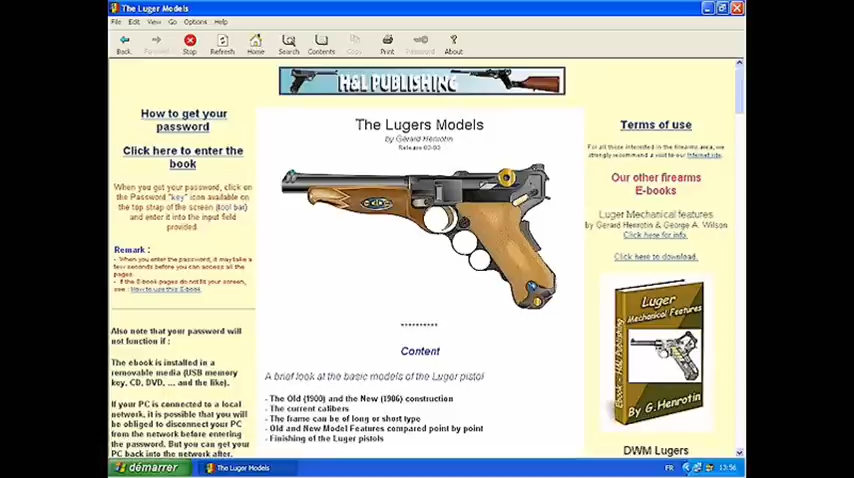 The Luger Models
File Edit View Go Options Help
Back Forward Stop Refresh Home Search Contents Copy Print Password About
H&L PUBLISHING
How to get your
password
Click here to enter the
book
When you get your password, click on
the Password "key" icon available on
the top strap of the screen (tool bar)
and enter it into the input field
provided.
Remark :
- When you enter the password, it may take a
few seconds before you can access all the
pages.
- If the E-book pages do not fit your screen,
see : How to use this E-book.
Also note that your password will
not function if :
The ebook is installed in a
removable media (USB memory
key, CD, DVD, ... and the like).
If your PC is connected to a local
network, it is possible that you will
be obliged to disconnect your PC
from the network before entering
the password. But you can get your
PC back into the network after.
The Lugers Models
by Gérard Henrotin
Release 02-00
**********
Content
A brief look at the basic models of the Luger pistol
- The Old (1900) and the New (1906) construction
- The current calibers
- The frame can be of long or short type
- Old and New Model Features compared point by point
- Finishing of the Luger pistols
Terms of use
For all those interested in the firearms area, we
strongly recommend a visit to our Internet site.
Our other firearms
E-books
Luger Mechanical features
by Gerard Henrotin & George A. Wilson
Click here for info.
Click here to download.
Luger
Mechanical Features
Ebook - H&L Publishing
By G.Henrotin
DWM Lugers
démarrer The Luger Models FR 13:56